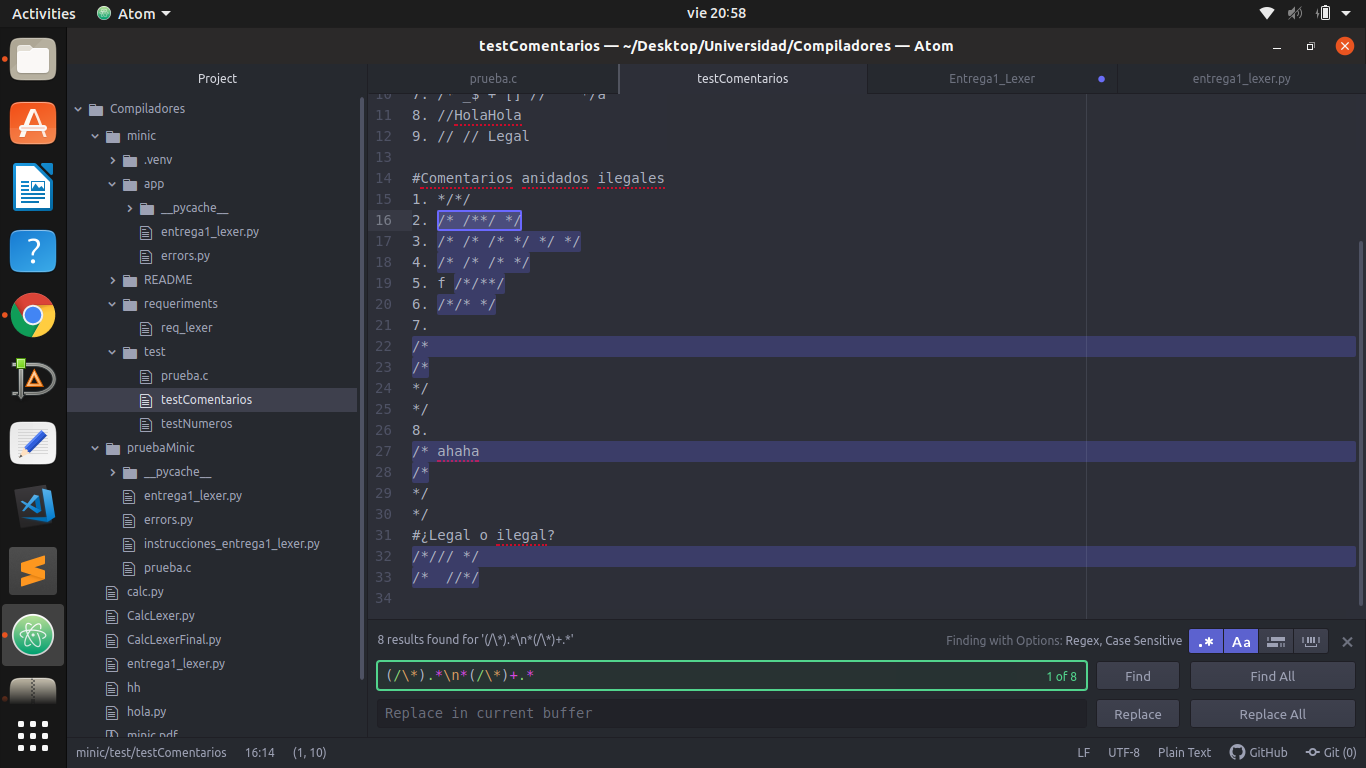 Activities Atom vie 20:58
testComentarios — ~/Desktop/Universidad/Compiladores — Atom
Project
prueba.c testComentarios Entrega1_Lexer entrega1_lexer.py
Compiladores
minic
.venv
app
__pycache__
entrega1_lexer.py
errors.py
README
requeriments
req_lexer
test
prueba.c
testComentarios
testNumeros
pruebaMinic
__pycache__
entrega1_lexer.py
errors.py
instrucciones_entrega1_lexer.py
prueba.c
calc.py
CalcLexer.py
CalcLexerFinal.py
entrega1_lexer.py
hh
hola.py
minic.pdf
10 7. /* _$ + [] // */a
11 8. //HolaHola
12 9. // // Legal
13
14 #Comentarios anidados ilegales
15 1. */*/
16 2. /* /**/ */
17 3. /* /* /* */ */ */
18 4. /* /* /* */
19 5. f /*/**/
20 6. /*/* */
21 7.
22 /*
23 /*
24 */
25 */
26 8.
27 /* ahaha
28 /*
29 */
30 */
31 #¿Legal o ilegal?
32 /*/// */
33 /*  //*/
34
8 results found for '(/\*).*\n*(/\*)+.*'
Finding with Options: Regex, Case Sensitive .* Aa
(/\*).*\n*(/\*)+.* 1 of 8 Find Find All
Replace in current buffer Replace Replace All
minic/test/testComentarios 16:14 (1, 10) LF UTF-8 Plain Text GitHub Git (0)